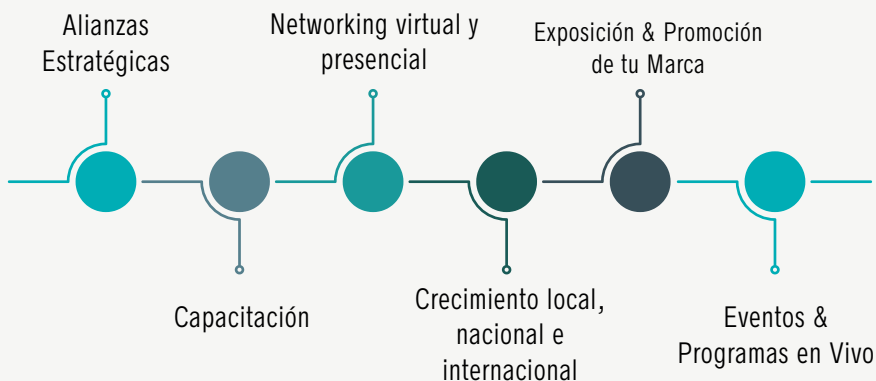 Alianzas
Estratégicas
Capacitación
Networking virtual y
presencial
Crecimiento local,
nacional e
internacional
Exposición & Promoción
de tu Marca
Eventos &
Programas en Vivo